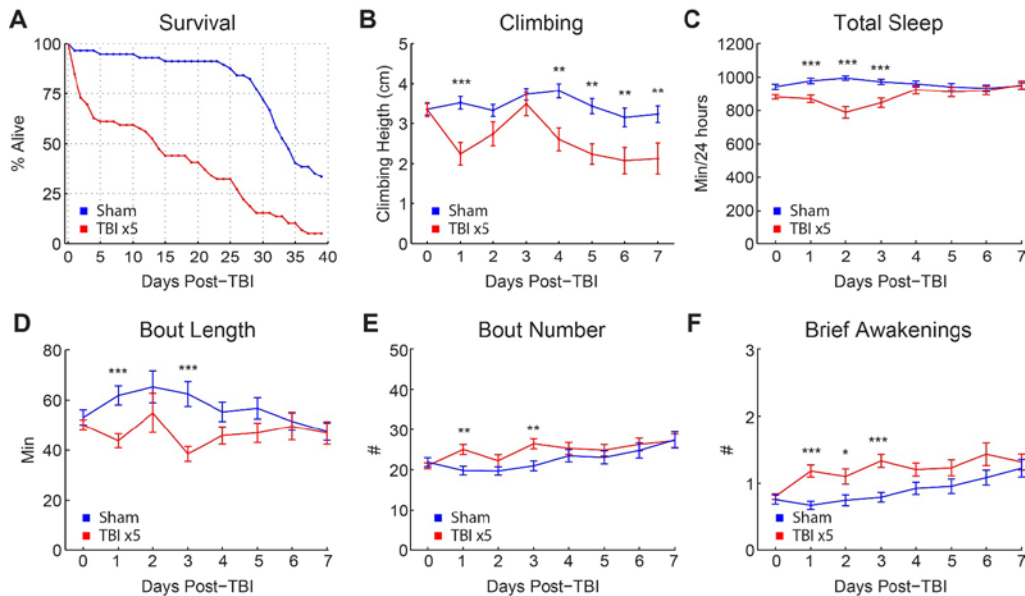 A
Survival
100
75
50
25
0
% Alive
Sham
TBI x5
0 5 10 15 20 25 30 35 40
Days Post-TBI
B
Climbing
5
4
3
2
1
0
Climbing Heigth (cm)
***
**
**
**
**
Sham
TBI x5
0 1 2 3 4 5 6 7
Days Post-TBI
C
Total Sleep
1200
1000
800
600
400
200
0
Min/24 hours
***
***
***
Sham
TBI x5
0 1 2 3 4 5 6 7
Days Post-TBI
D
Bout Length
80
60
40
20
0
Min
***
***
Sham
TBI x5
0 1 2 3 4 5 6 7
Days Post-TBI
E
Bout Number
50
40
30
20
10
0
#
**
**
Sham
TBI x5
0 1 2 3 4 5 6 7
Days Post-TBI
F
Brief Awakenings
3
2
1
0
#
***
*
***
Sham
TBI x5
0 1 2 3 4 5 6 7
Days Post-TBI